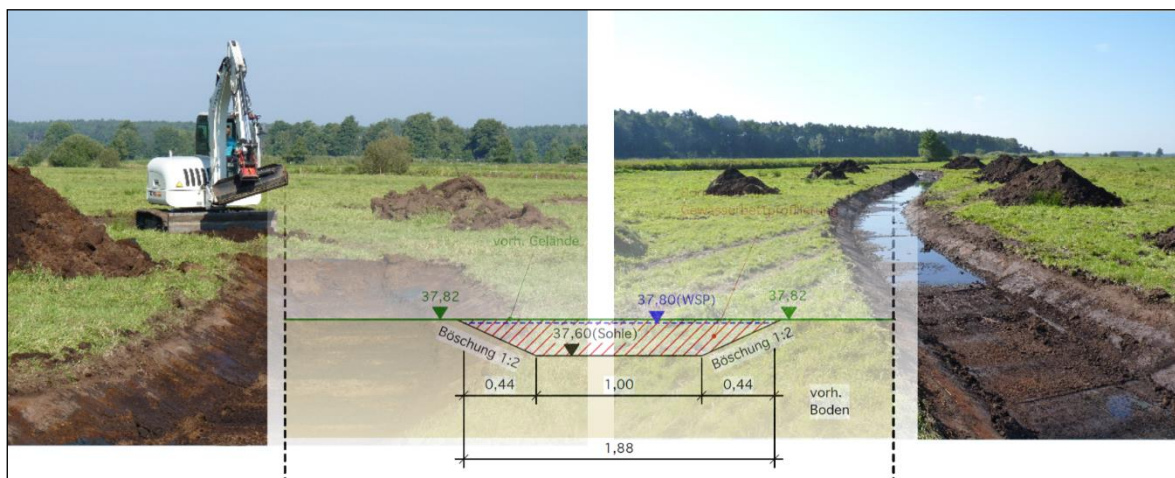 Gewässerbettprofilierung
vorh. Gelände
37,82
37,80(WSP)
37,82
37,60(Sohle)
Böschung 1:2
Böschung 1:2
0,44
1,00
0,44
vorh.
Boden
1,88